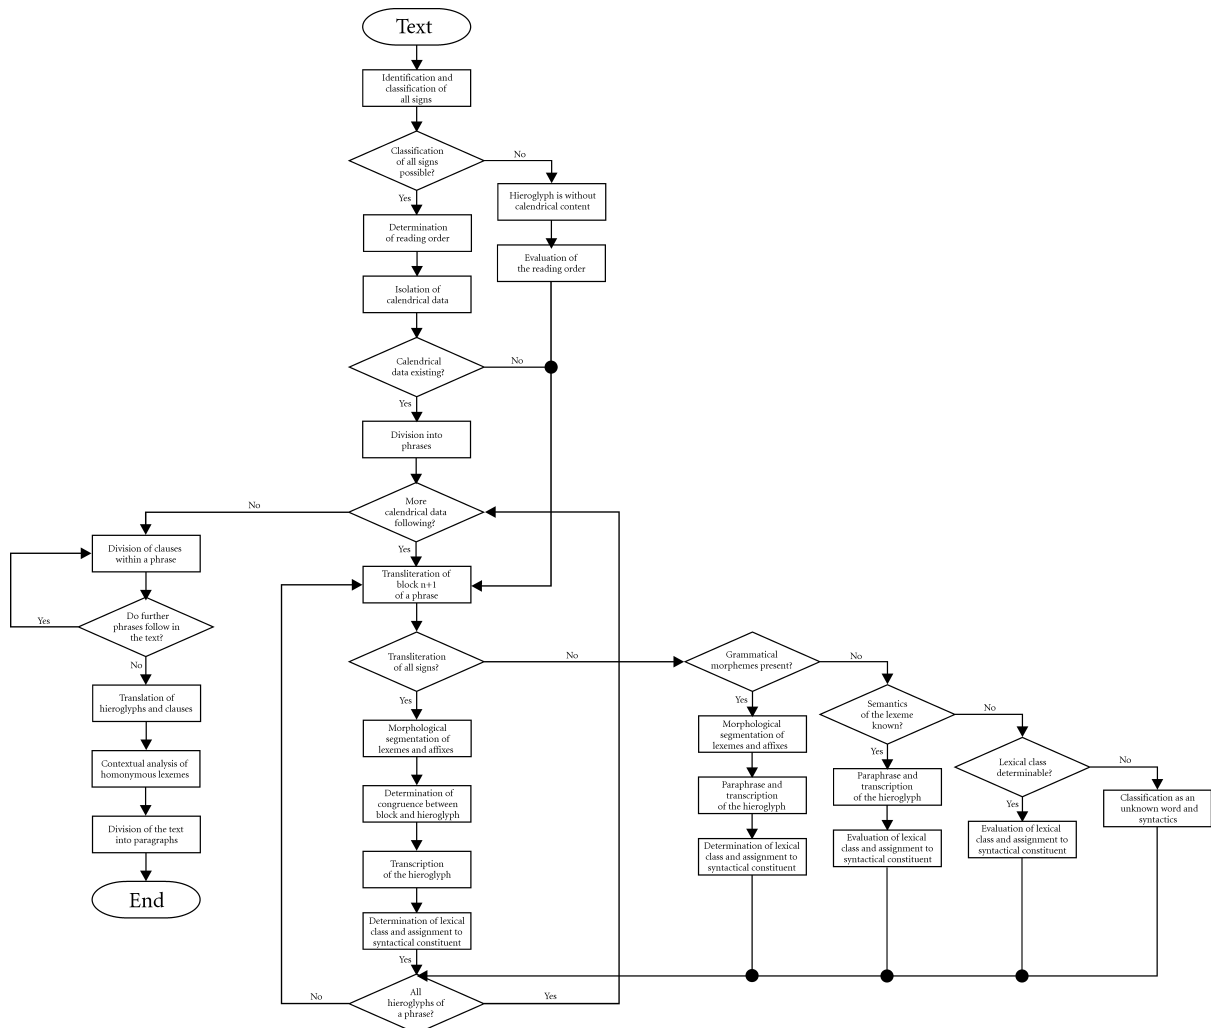 Text
Identification and
classification of
all signs
Classification
of all signs
possible?
No
Yes
Hieroglyph is without
calendrical content
Determination
of reading order
Evaluation of
the reading order
Isolation of
calendrical data
Calendrical
data existing?
No
Yes
Division into
phrases
More
calendrical data
following?
No
Yes
Division of clauses
within a phrase
Transliteration of
block n+1
of a phrase
Do further
phrases follow in
the text?
Yes
No
Transliteration
of all signs?
No
Yes
Grammatical
morphemes present?
No
Yes
Translation of
hieroglyphs and clauses
Semantics
of the lexeme
known?
No
Yes
Morphological
segmentation of
lexemes and affixes
Morphological
segmentation of
lexemes and affixes
Contextual analysis of
homonymous lexemes
Lexical class
determinable?
No
Yes
Determination of
congruence between
block and hieroglyph
Paraphrase and
transcription
of the hieroglyph
Paraphrase and
transcription
of the hieroglyph
Classification as an
unknown word and
syntactics
Division of the text
into paragraphs
Transcription
of the hieroglyph
Determination of lexical
class and assignment to
syntactical constituent
Evaluation of lexical
class and assignment to
syntactical constituent
Evaluation of lexical
class and assignment to
syntactical constituent
End
Determination of lexical
class and assignment to
syntactical constituent
Yes
All
hieroglyphs of
a phrase?
No
Yes